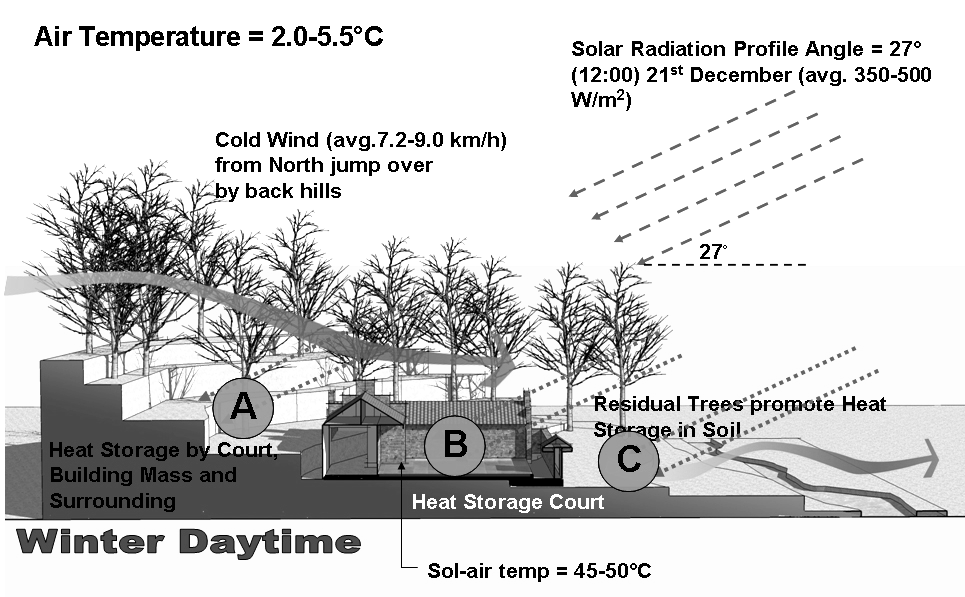 Air Temperature = 2.0-5.5°C
Solar Radiation Profile Angle = 27°
(12:00) 21st December (avg. 350-500
W/m2)
Cold Wind (avg.7.2-9.0 km/h)
from North jump over
by back hills
27°
A
B
C
Residual Trees promote Heat
Storage in Soil
Heat Storage by Court,
Building Mass and
Surrounding
Heat Storage Court
Winter Daytime
Sol-air temp = 45-50°C